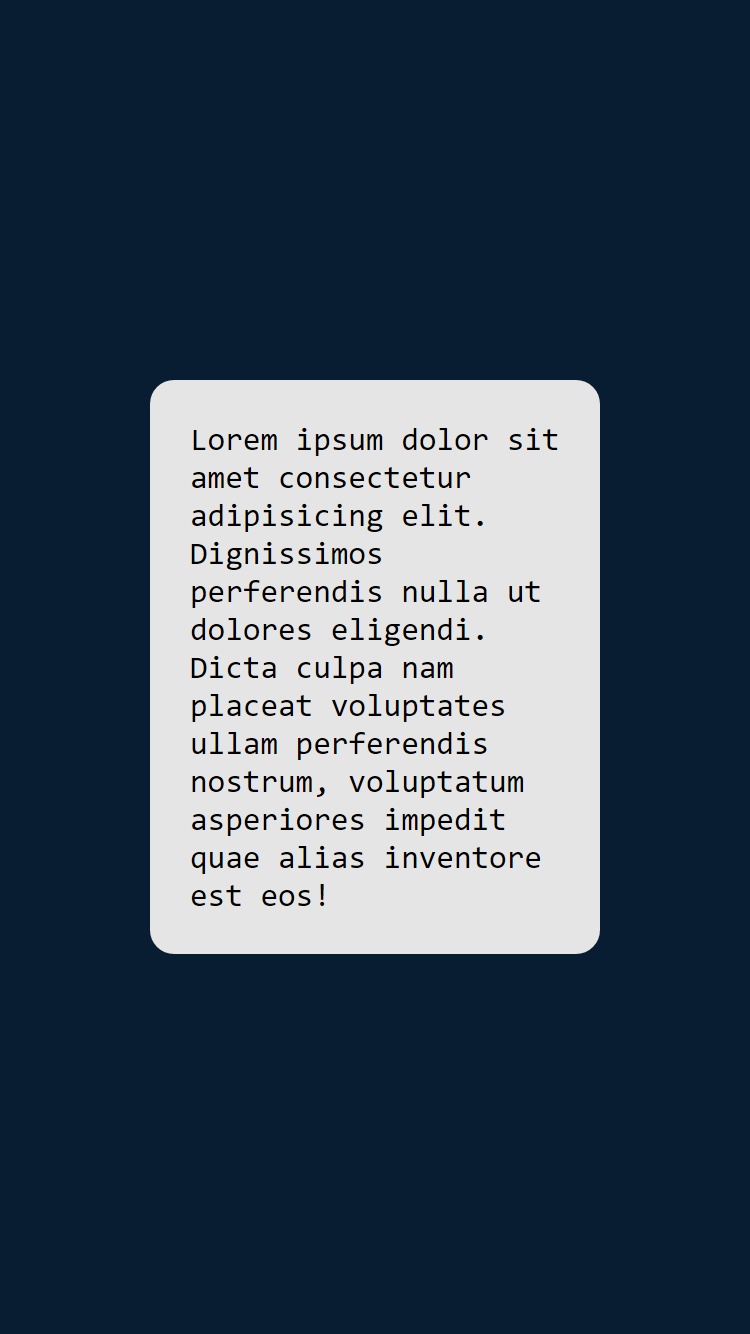 Lorem ipsum dolor sit
amet consectetur
adipisicing elit.
Dignissimos
perferendis nulla ut
dolores eligendi.
Dicta culpa nam
placeat voluptates
ullam perferendis
nostrum, voluptatum
asperiores impedit
quae alias inventore
est eos!